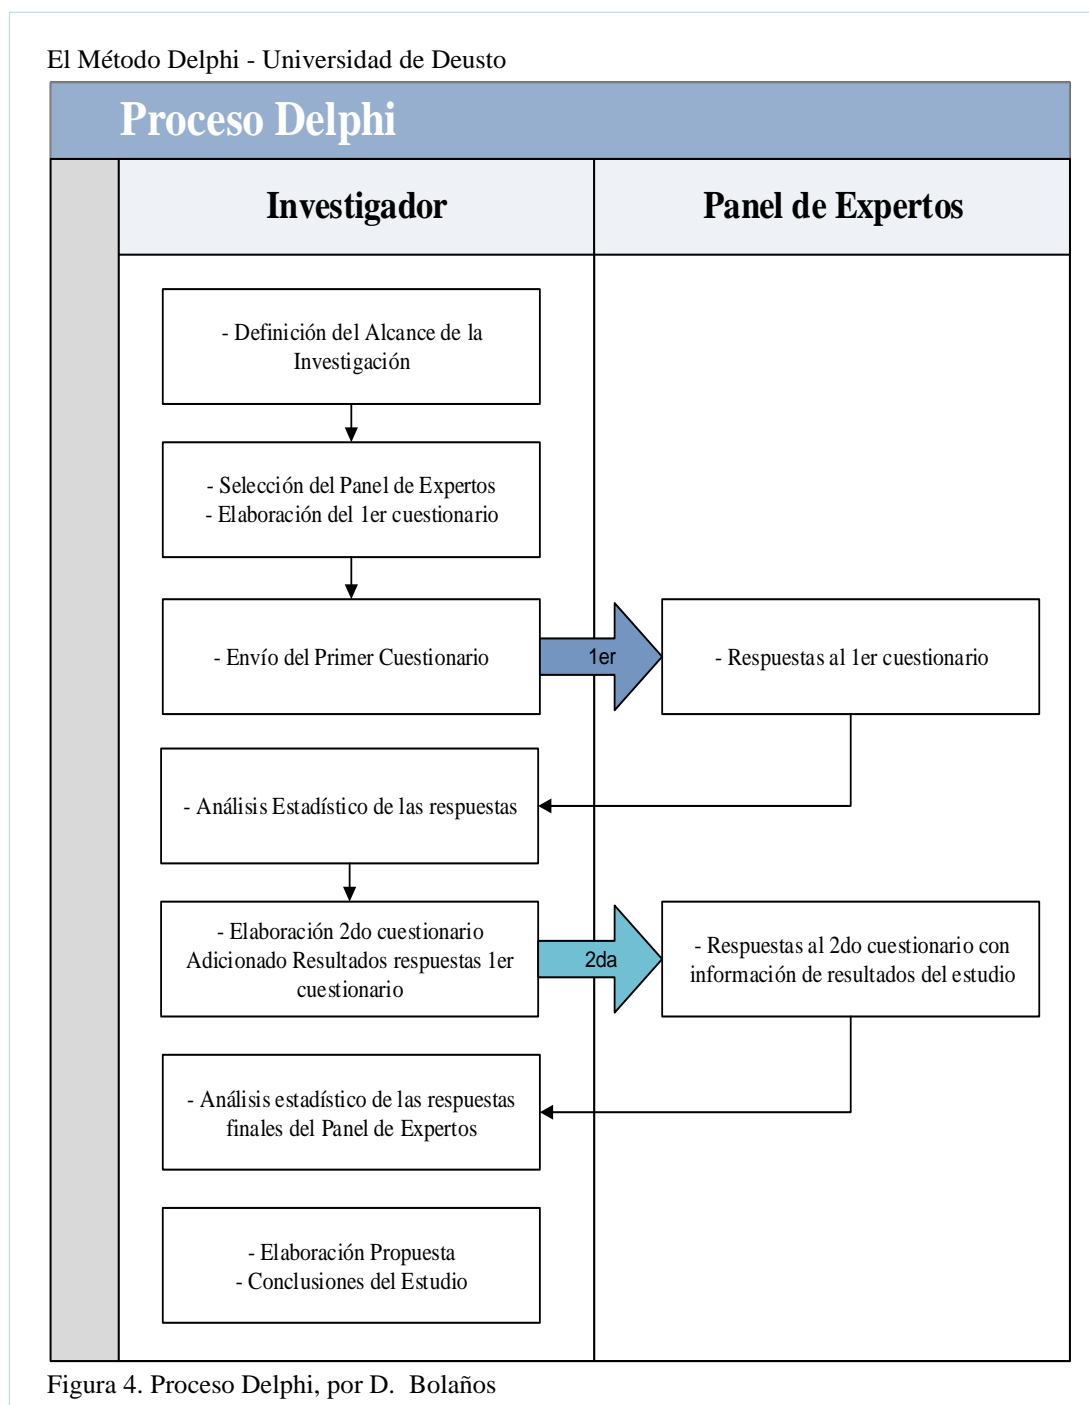 El Método Delphi - Universidad de Deusto
Proceso Delphi
Investigador
Panel de Expertos
- Definición del Alcance de la
Investigación
- Selección del Panel de Expertos
- Elaboración del 1er cuestionario
- Envío del Primer Cuestionario
1er
- Respuestas al 1er cuestionario
- Análisis Estadístico de las respuestas
- Elaboración 2do cuestionario
Adicionado Resultados respuestas 1er
cuestionario
2da
- Respuestas al 2do cuestionario con
información de resultados del estudio
- Análisis estadístico de las respuestas
finales del Panel de Expertos
- Elaboración Propuesta
- Conclusiones del Estudio
Figura 4. Proceso Delphi, por D. Bolaños